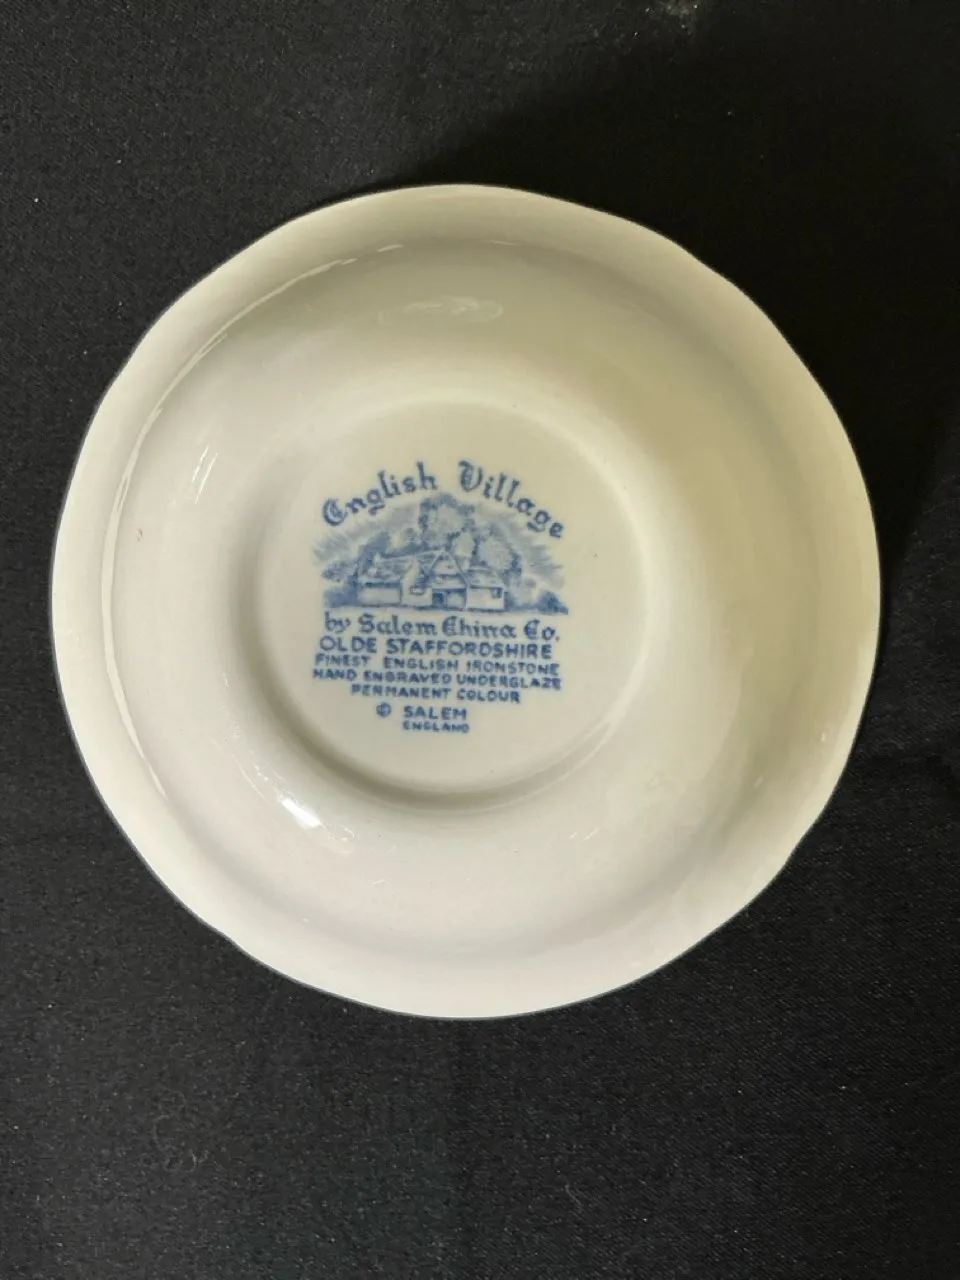 English Village
by Salem China Co.
OLDE STAFFORDSHIRE
FINEST ENGLISH IRONSTONE
HAND ENGRAVED UNDERGLAZE
PERMANENT COLOUR
© SALEM
ENGLAND